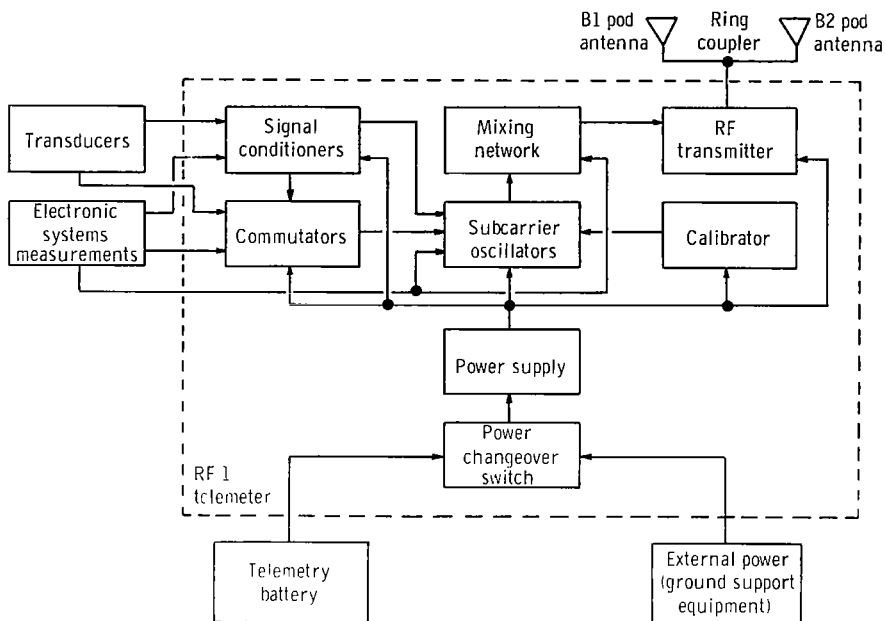 B1 pod
antenna
Ring
coupler
B2 pod
antenna
Transducers
Signal
conditioners
Mixing
network
RF
transmitter
Electronic
systems
measurements
Commutators
Subcarrier
oscillators
Calibrator
Power supply
Power
changeover
switch
RF 1
telemeter
Telemetry
battery
External power
(ground support
equipment)